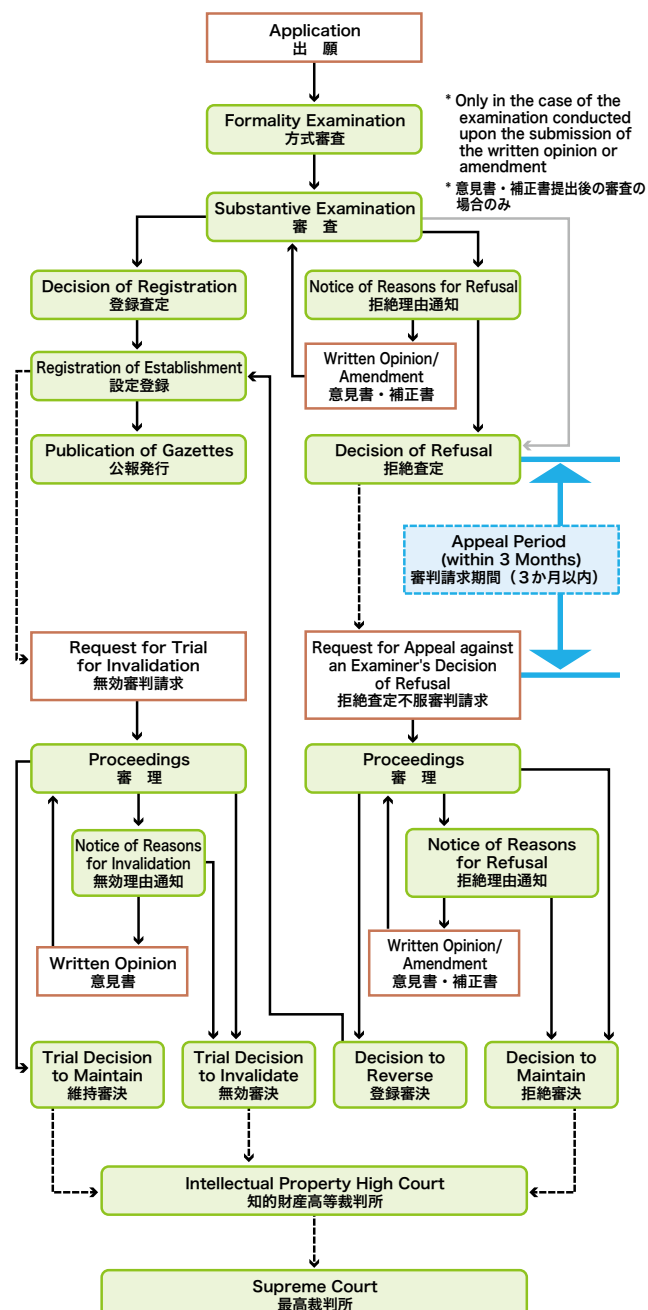 Application
出 願
Formality Examination
方式審査
* Only in the case of the
examination conducted
upon the submission of
the written opinion or
amendment
* 意見書・補正書提出後の審査の
場合のみ
Substantive Examination
審 査
Decision of Registration
登録査定
Notice of Reasons for Refusal
拒絶理由通知
Registration of Establishment
設定登録
Written Opinion/
Amendment
意見書・補正書
Publication of Gazettes
公報発行
Decision of Refusal
拒絶査定
Appeal Period
(within 3 Months)
審判請求期間（３か月以内）
Request for Trial
for Invalidation
無効審判請求
Request for Appeal against
an Examiner's Decision
of Refusal
拒絶査定不服審判請求
Proceedings
審 理
Proceedings
審 理
Notice of Reasons
for Invalidation
無効理由通知
Notice of Reasons
for Refusal
拒絶理由通知
Written Opinion
意見書
Written Opinion/
Amendment
意見書・補正書
Trial Decision
to Maintain
維持審決
Trial Decision
to Invalidate
無効審決
Decision to
Reverse
登録審決
Decision to
Maintain
拒絶審決
Intellectual Property High Court
知的財産高等裁判所
Supreme Court
最高裁判所